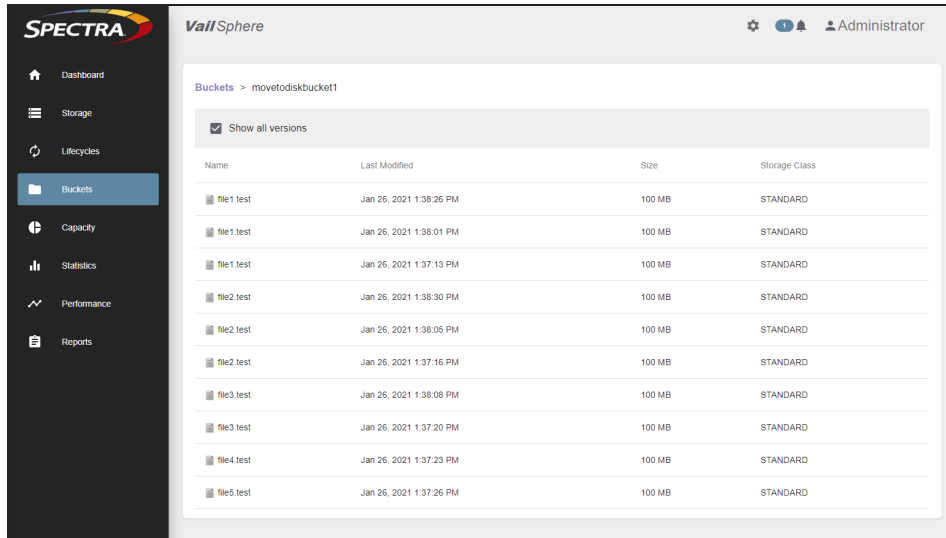 SPECTRA
VailSphere
1
Administrator
Dashboard
Storage
Lifecycles
Buckets
Capacity
Statistics
Performance
Reports
Buckets > movetodiskbucket1
Show all versions
Name Last Modified Size Storage Class
file1.test Jan 26, 2021 1:38:26 PM 100 MB STANDARD
file1.test Jan 26, 2021 1:38:01 PM 100 MB STANDARD
file1.test Jan 26, 2021 1:37:13 PM 100 MB STANDARD
file2.test Jan 26, 2021 1:38:30 PM 100 MB STANDARD
file2.test Jan 26, 2021 1:38:05 PM 100 MB STANDARD
file2.test Jan 26, 2021 1:37:16 PM 100 MB STANDARD
file3.test Jan 26, 2021 1:38:08 PM 100 MB STANDARD
file3.test Jan 26, 2021 1:37:20 PM 100 MB STANDARD
file4.test Jan 26, 2021 1:37:23 PM 100 MB STANDARD
file5.test Jan 26, 2021 1:37:26 PM 100 MB STANDARD